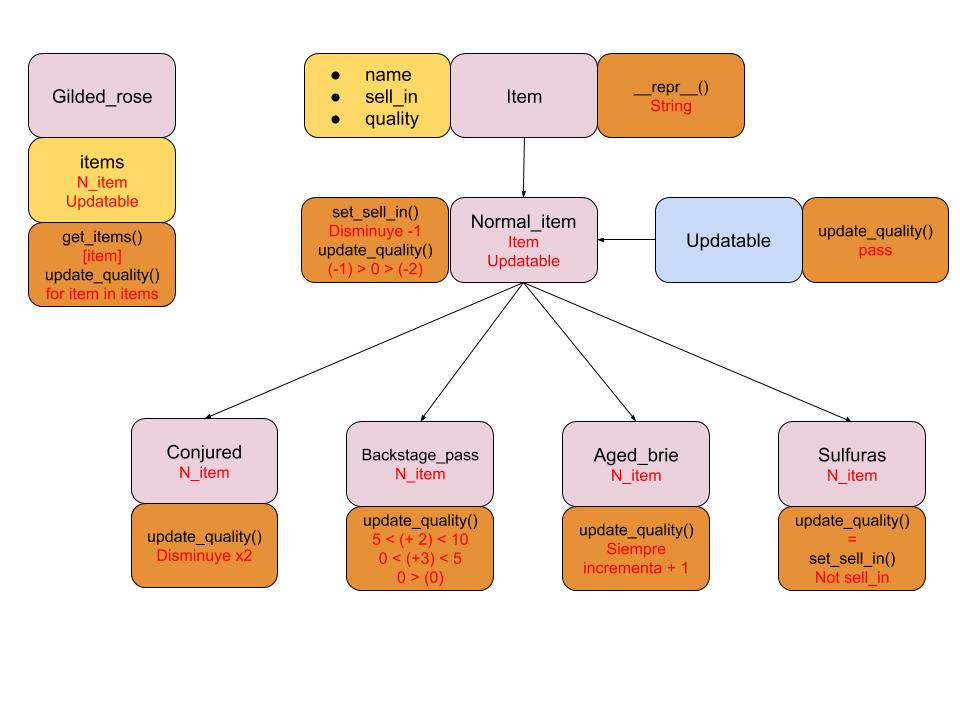 Gilded_rose
items
N_item
Updatable
get_items()
[item]
update_quality()
for item in items
● name
● sell_in
● quality
Item
__repr__()
String
set_sell_in()
Disminuye -1
update_quality()
(-1) > 0 > (-2)
Normal_item
Item
Updatable
Updatable
update_quality()
pass
Conjured
N_item
update_quality()
Disminuye x2
Backstage_pass
N_item
update_quality()
5 < (+ 2) < 10
0 < (+3) < 5
0 > (0)
Aged_brie
N_item
update_quality()
Siempre
incrementa + 1
Sulfuras
N_item
update_quality()
=
set_sell_in()
Not sell_in